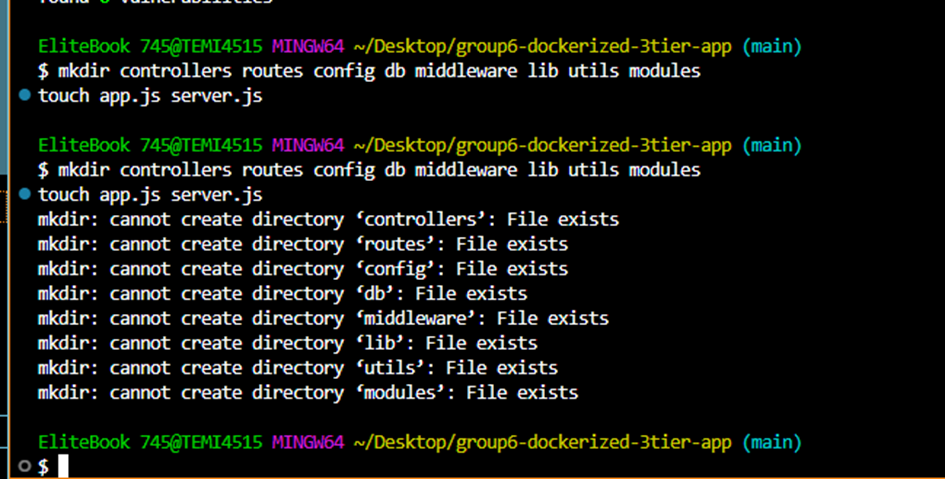 found 0 vulnerabilities
EliteBook 745@TEMI4515 MINGW64 ~/Desktop/group6-dockerized-3tier-app (main)
$ mkdir controllers routes config db middleware lib utils modules
touch app.js server.js
EliteBook 745@TEMI4515 MINGW64 ~/Desktop/group6-dockerized-3tier-app (main)
$ mkdir controllers routes config db middleware lib utils modules
touch app.js server.js
mkdir: cannot create directory ‘controllers’: File exists
mkdir: cannot create directory ‘routes’: File exists
mkdir: cannot create directory ‘config’: File exists
mkdir: cannot create directory ‘db’: File exists
mkdir: cannot create directory ‘middleware’: File exists
mkdir: cannot create directory ‘lib’: File exists
mkdir: cannot create directory ‘utils’: File exists
mkdir: cannot create directory ‘modules’: File exists
EliteBook 745@TEMI4515 MINGW64 ~/Desktop/group6-dockerized-3tier-app (main)
$